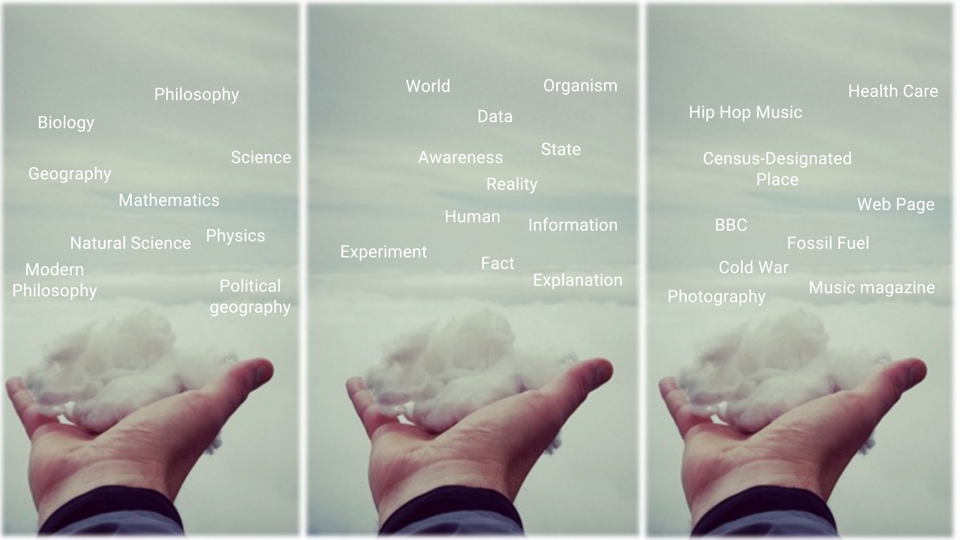 Philosophy
Biology
Science
Geography
Mathematics
Physics
Natural Science
Modern
Philosophy
Political
geography
World
Organism
Data
State
Awareness
Reality
Human
Information
Experiment
Fact
Explanation
Health Care
Hip Hop Music
Census-Designated
Place
Web Page
BBC
Fossil Fuel
Cold War
Music magazine
Photography